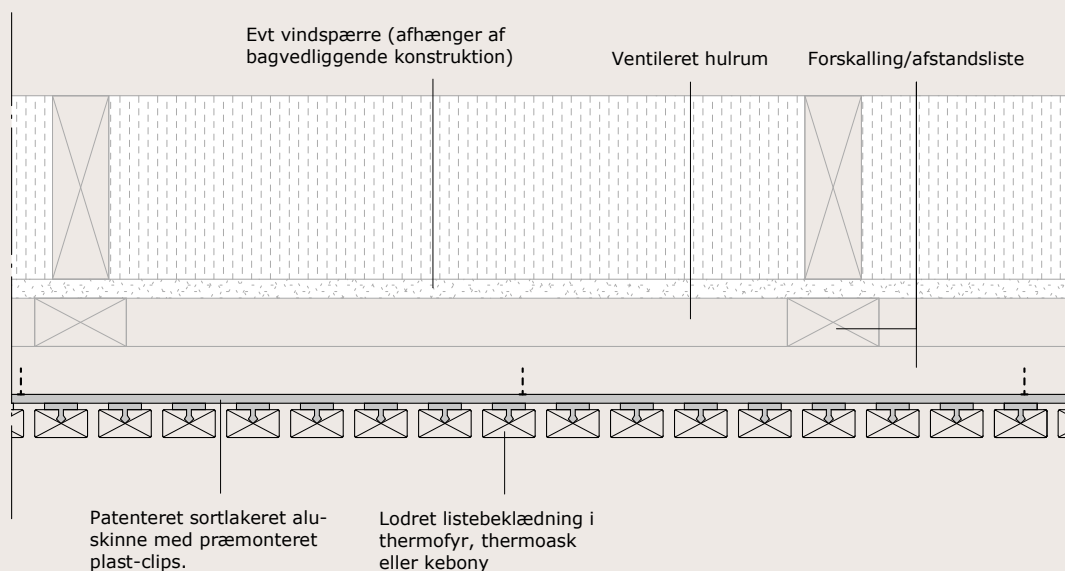 Evt vindspærre (afhænger af
bagvedliggende konstruktion)
Ventileret hulrum
Forskalling/afstandsliste
Patenteret sortlakeret alu-
skinne med præmonteret
plast-clips.
Lodret listebeklædning i
thermofyr, thermoask
eller kebony